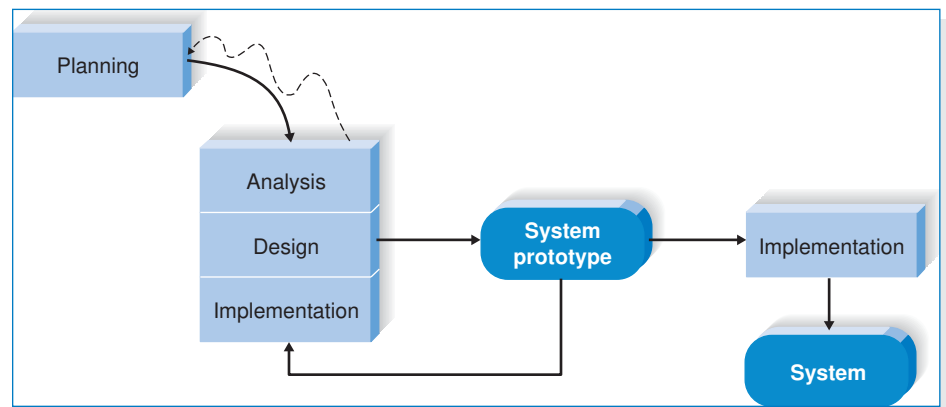 Planning
Analysis
Design
Implementation
System
prototype
Implementation
System